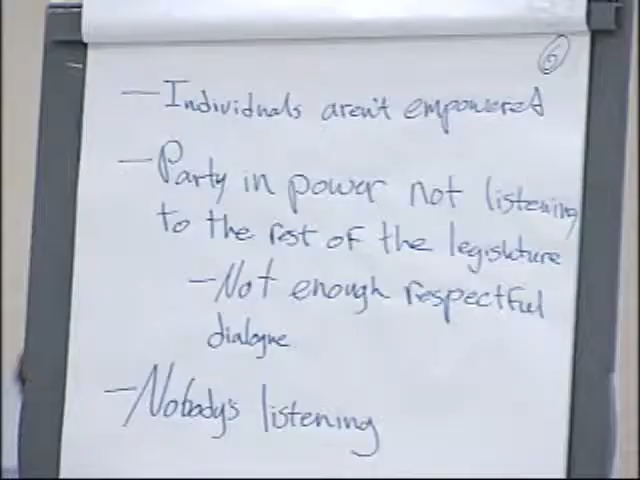 6
- Individuals aren't empowered
- Party in power not listening
to the rest of the legislature
- Not enough respectful
dialogue
- Nobody's listening